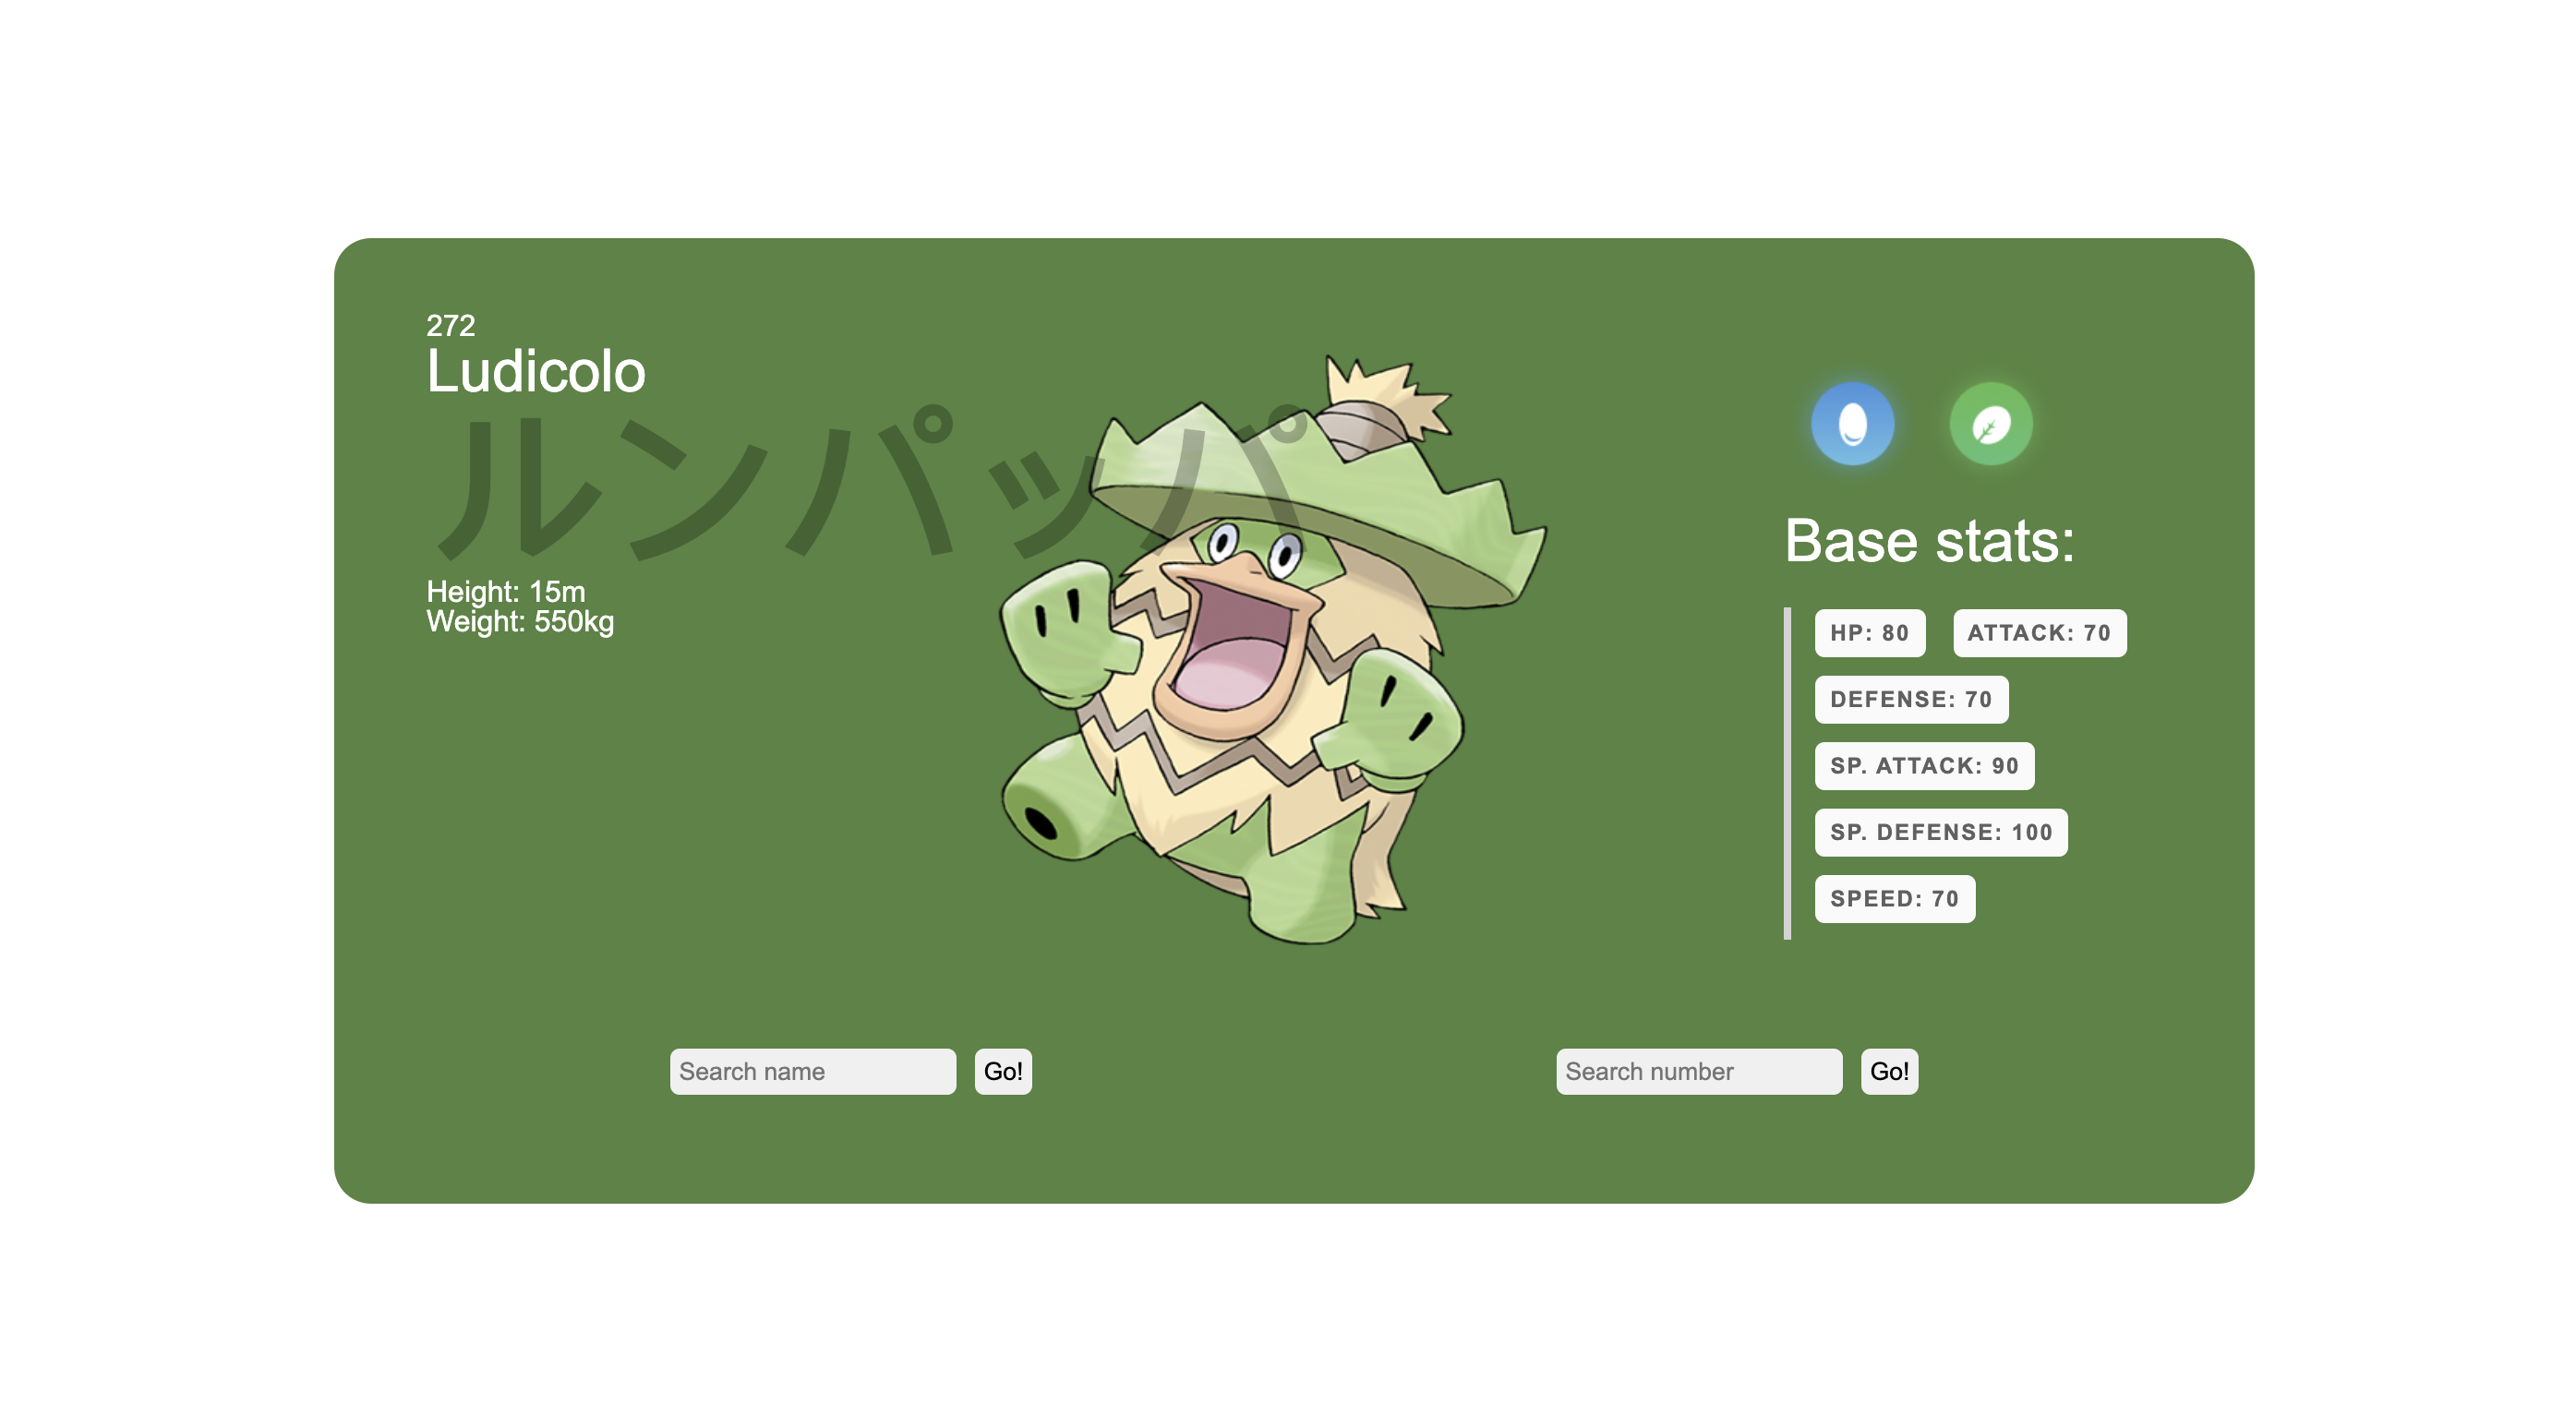 272
Ludicolo
ルンパッパ
Height: 15m
Weight: 550kg
Base stats:
HP: 80 ATTACK: 70
DEFENSE: 70
SP. ATTACK: 90
SP. DEFENSE: 100
SPEED: 70
Search name Go!
Search number Go!